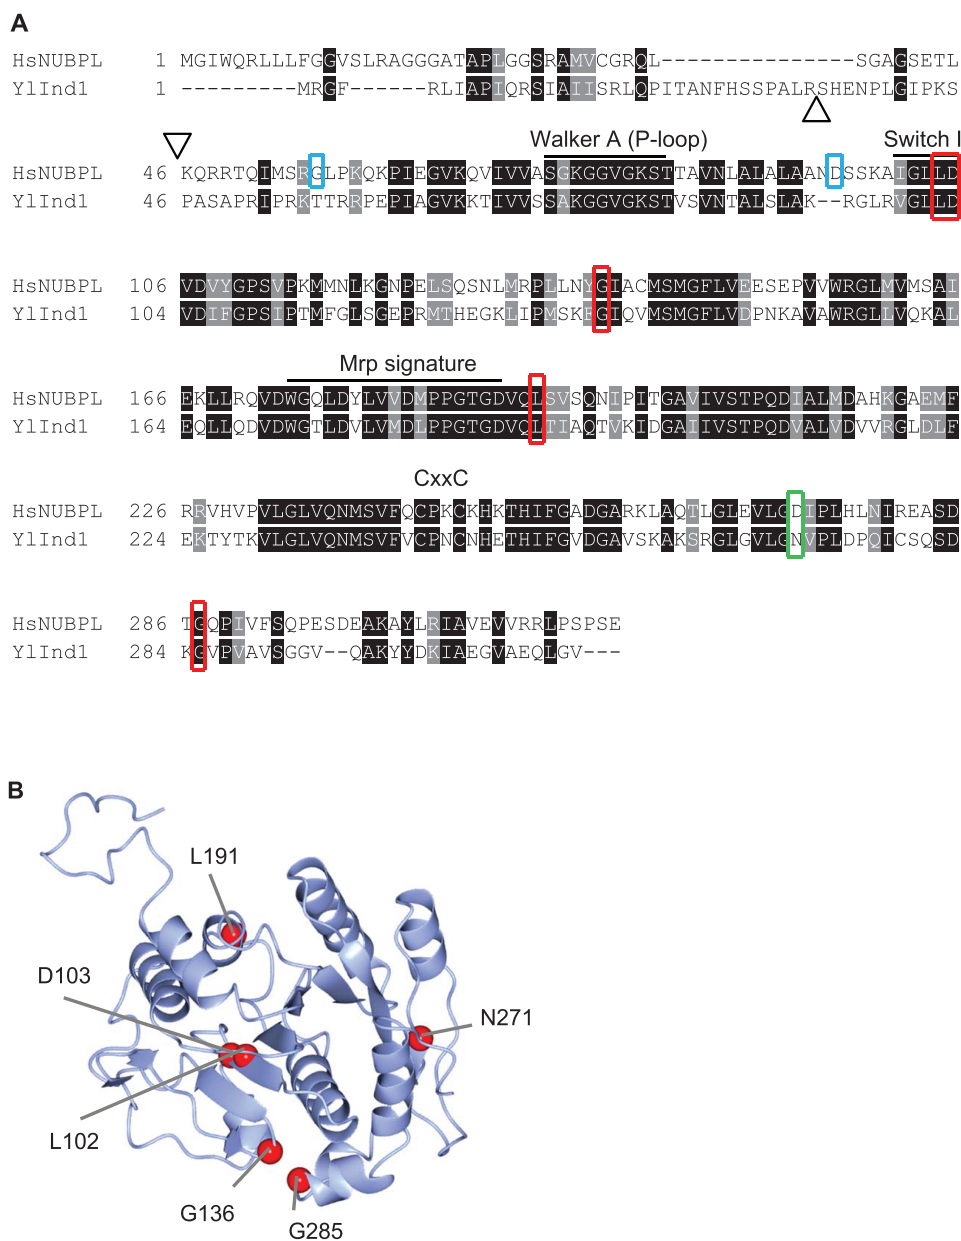 A
HsNUBPL 1 MGIWQRLLLFGGVSLRAGGGATAPLGGSRAMVCGRQL---------------SGAGSETL
YlInd1 1 ---------MRGF------RLIAPIQRSIAIISRLQPITANFHSSPALRSHENPLGIPKS
Walker A (P-loop) Switch I
HsNUBPL 46 KQRRTQIMSRGLPKQKPIEGVKQVIVVASGKGGVGKSTTAVNLALALAANDSSKAIGLLD
YlInd1 46 PASAPRIPRKTTRRPEPIAGVKKTIVVSSAKGGVGKSTVSVNTALSLAK--RGLRVGLLD
HsNUBPL 106 VDVYGPSVPKMMNLKGNPELSQSNLMRPLLNYGIACMSMGFLVEESEPVVWRGLMVMSAI
YlInd1 104 VDIFGPSIPTMFGLSGEPRMTHEGKLIPMSKFGIQVMSMGFLVDPNKAVAWRGLLVQKAL
Mrp signature
HsNUBPL 166 EKLLRQVDWGQLDYLVVDMPPGTGDVQLSVSQNIPITGAVIVSTPQDIALMDAHKGAEMF
YlInd1 164 EQLLQDVDWGTLDVLVMDLPPGTGDVQLTIAQTVKIDGAIIVSTPQDVALVDVVRGLDLF
CxxC
HsNUBPL 226 RRVHVPVLGLVQNMSVFQCPKCKHKTHIFGADGARKLAQTLGLEVLGDIPLHLNIREASD
YlInd1 224 EKTYTKVLGLVQNMSVFVCPNCNHETHIFGVDGAVSKAKSRGLGVLGNVPLDPQICSQSD
HsNUBPL 286 TGQPIVFSQPESDEAKAYLRIAVEVVRRLPSPSE
YlInd1 284 KGVPVAVSGGV--QAKYYDKIAEGVAEQLGV---
B
L191
D103
N271
L102
G136
G285